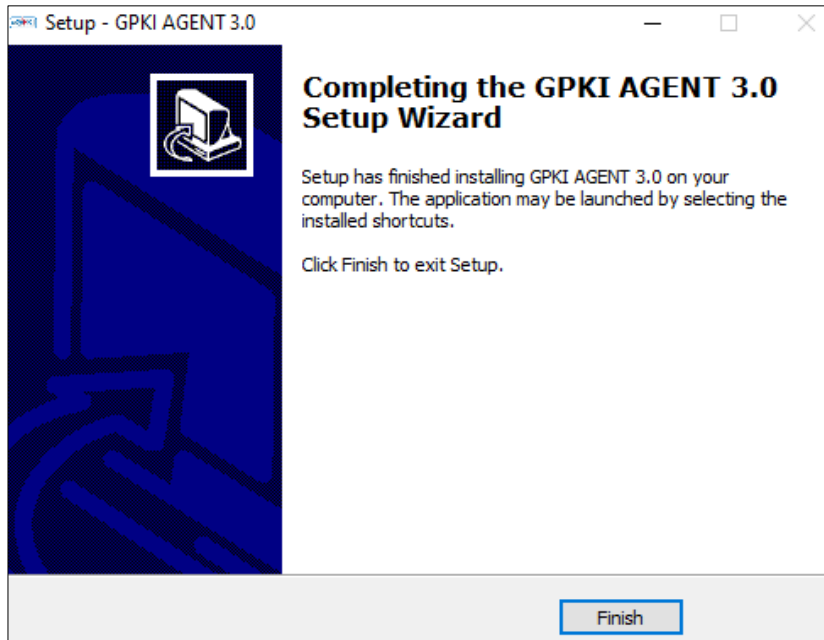 Setup - GPKI AGENT 3.0
Completing the GPKI AGENT 3.0
Setup Wizard
Setup has finished installing GPKI AGENT 3.0 on your
computer. The application may be launched by selecting the
installed shortcuts.
Click Finish to exit Setup.
Finish